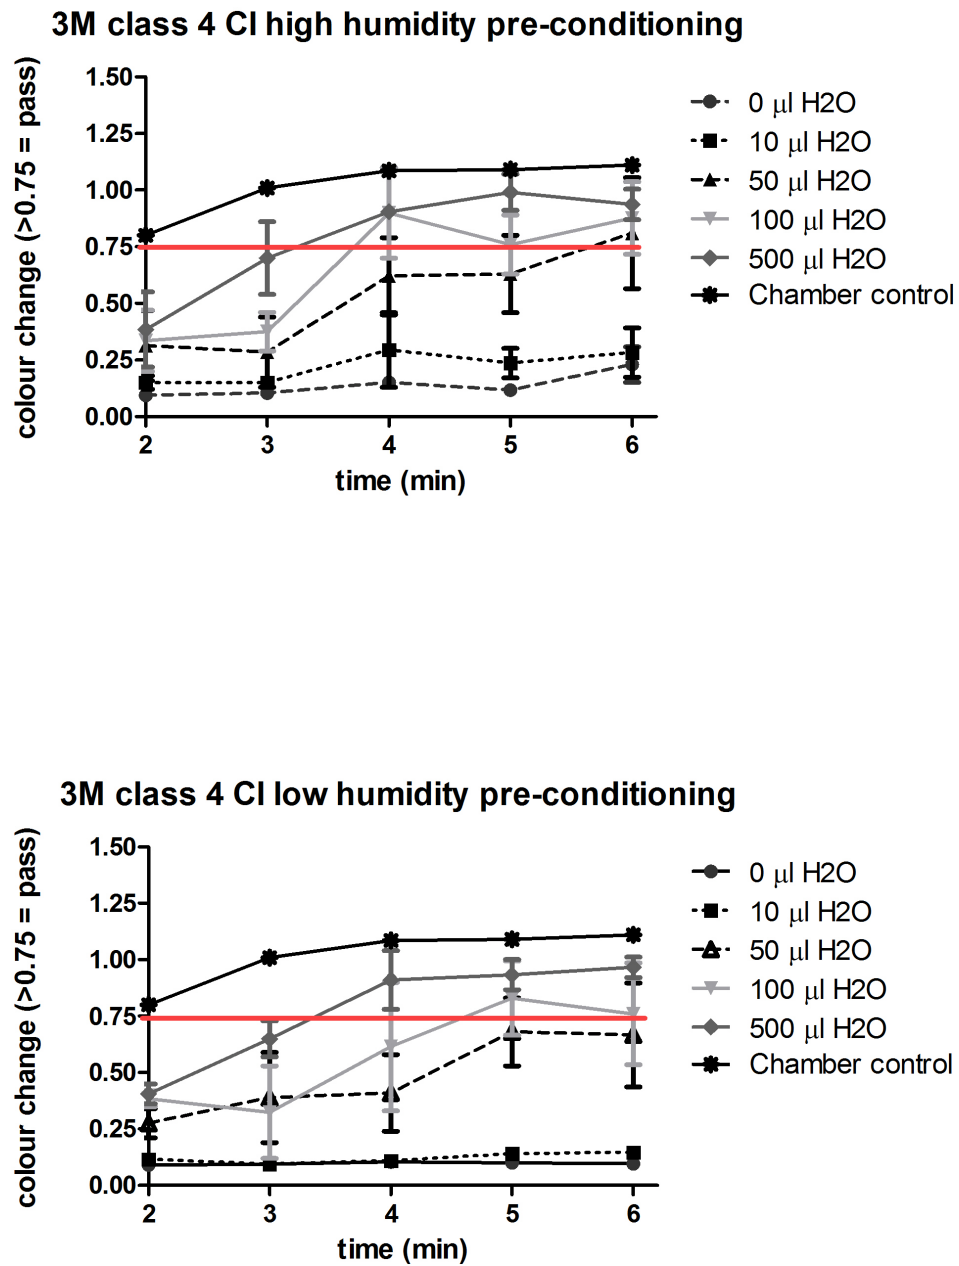 3M class 4 CI high humidity pre-conditioning
colour change (>0.75 = pass)
1.50
1.25
1.00
0.75
0.50
0.25
0.00
2 3 4 5 6
time (min)
0 μl H2O
10 μl H2O
50 μl H2O
100 μl H2O
500 μl H2O
Chamber control
3M class 4 CI low humidity pre-conditioning
colour change (>0.75 = pass)
1.50
1.25
1.00
0.75
0.50
0.25
0.00
2 3 4 5 6
time (min)
0 μl H2O
10 μl H2O
50 μl H2O
100 μl H2O
500 μl H2O
Chamber control